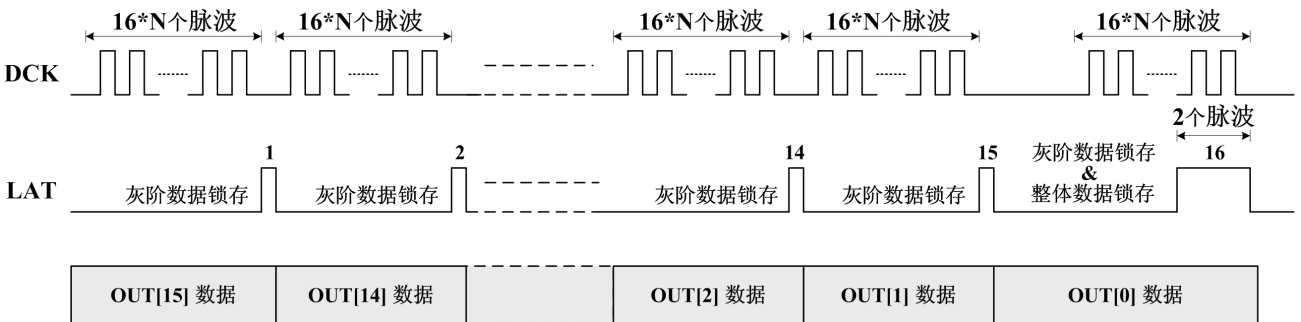 16*N个脉波 16*N个脉波 16*N个脉波 16*N个脉波 16*N个脉波
DCK
2个脉波
1 2 14 15 灰阶数据锁存 16
&
LAT 灰阶数据锁存 灰阶数据锁存 灰阶数据锁存 灰阶数据锁存 整体数据锁存
OUT[15] 数据 OUT[14] 数据 OUT[2] 数据 OUT[1] 数据 OUT[0] 数据